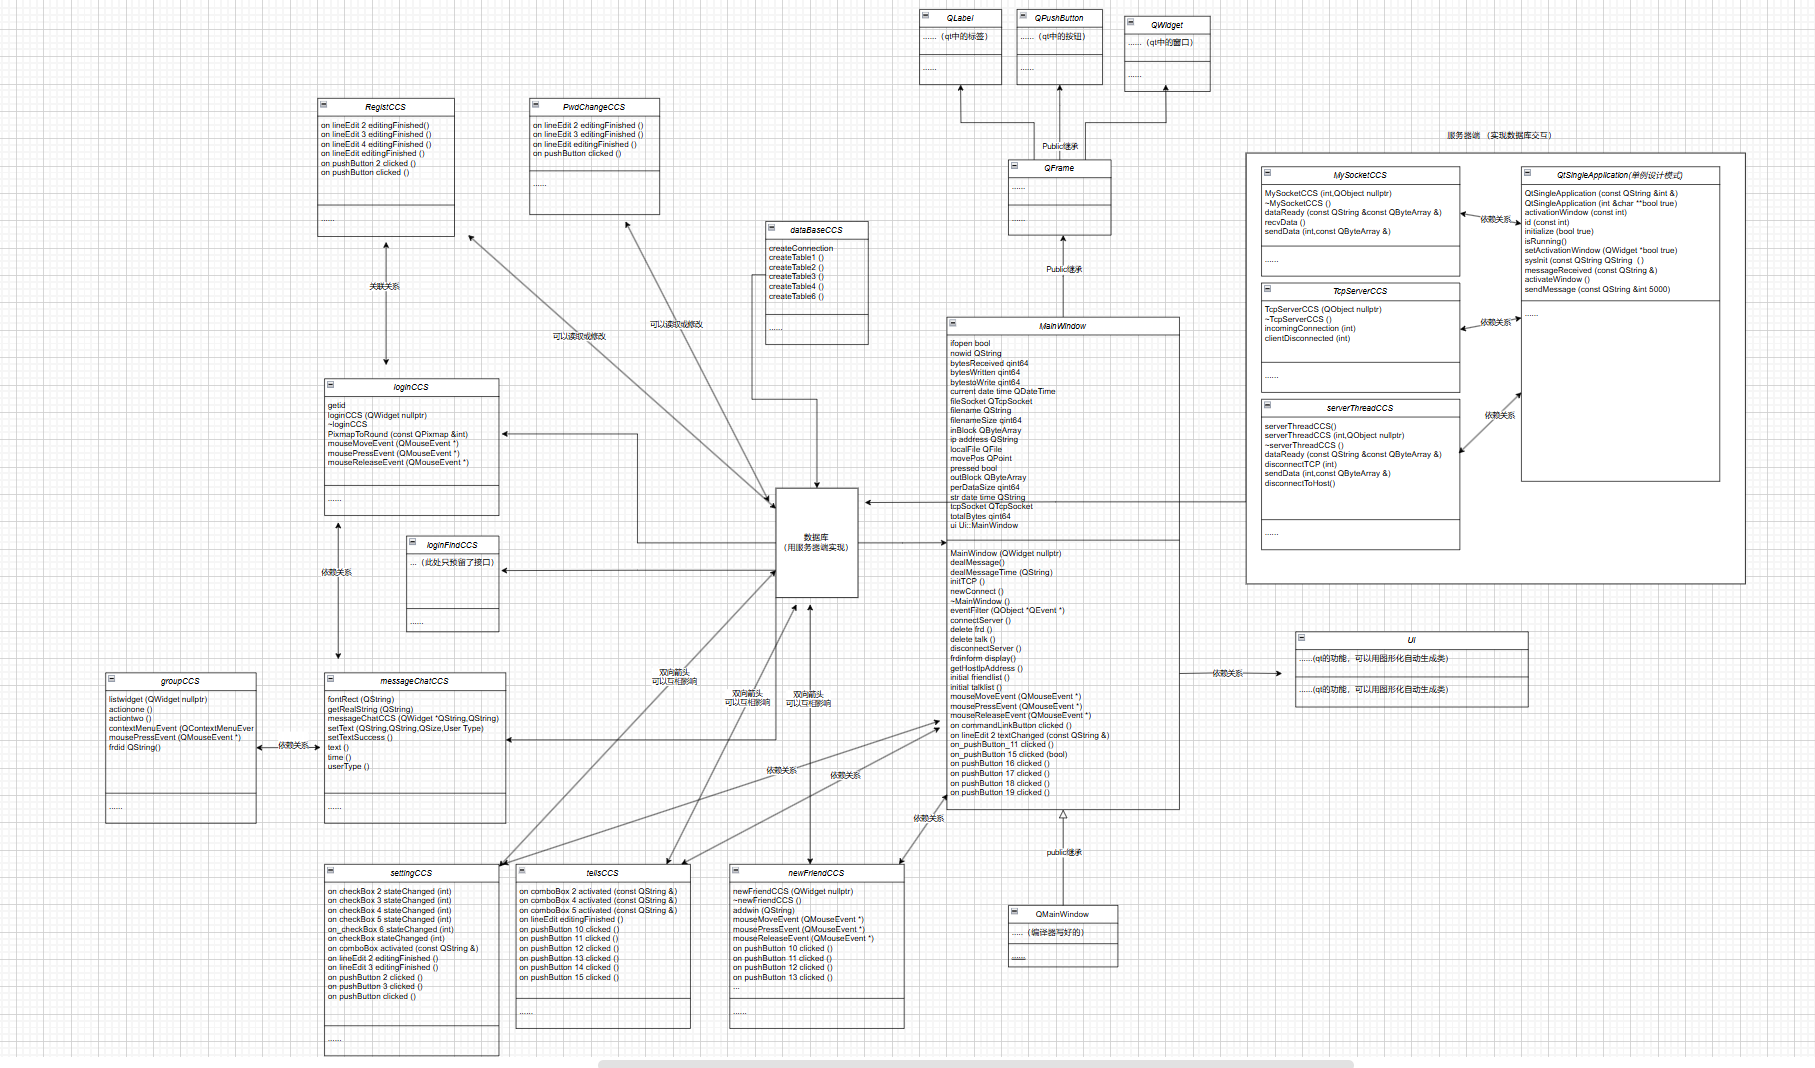 QLabel
......（qt中的标签）
......
QPushButton
......（qt中的按钮）
......
QWidget
......（qt中的窗口）
......
Public继承
QFrame
......
......
Public继承
RegistCCS
on lineEdit 2 editingFinished()
on lineEdit 3 editingFinished ()
on lineEdit 4 editingFinished ()
on lineEdit editingFinished ()
on pushButton 2 clicked ()
on pushButton clicked ()
......
PwdChangeCCS
on lineEdit 2 editingFinished ()
on lineEdit 3 editingFinished ()
on lineEdit editingFinished ()
on pushButton clicked ()
......
dataBaseCCS
createConnection
createTable1 ()
createTable2 ()
createTable3 ()
createTable4 ()
createTable6 ()
......
关联关系
可以读取或修改
可以读取或修改
服务器端 （实现数据库交互）
MySocketCCS
MySocketCCS (int,QObject nullptr)
~MySocketCCS ()
dataReady (const QString &const QByteArray &)
recvData ()
sendData (int,const QByteArray &)
......
TcpServerCCS
TcpServerCCS (QObject nullptr)
~TcpServerCCS ()
incomingConnection (int)
clientDisconnected (int)
......
serverThreadCCS
serverThreadCCS()
serverThreadCCS (int,QObject nullptr)
~serverThreadCCS ()
dataReady (const QString &const QByteArray &)
disconnectTCP (int)
sendData (int,const QByteArray &)
disconnectToHost()
......
依赖关系
依赖关系
依赖关系
QtSingleApplication(单例设计模式)
QtSingleApplication (const QString &int &)
QtSingleApplication (int &char **bool true)
activationWindow (const int)
id (const int)
initialize (bool true)
isRunning()
setActivationWindow (QWidget *bool true)
sysInit (const QString QString （)
messageReceived (const QString &)
activateWindow ()
sendMessage (const QString &int 5000)
......
loginCCS
getid
loginCCS (QWidget nullptr)
~loginCCS
PixmapToRound (const QPixmap &int)
mouseMoveEvent (QMouseEvent *)
mousePressEvent (QMouseEvent *)
mouseReleaseEvent (QMouseEvent *)
......
loginFindCCS
...（此处只预留了接口）
......
依赖关系
数据库
（用服务器端实现）
MainWindow
ifopen bool
nowid QString
bytesReceived qint64
bytesWritten qint64
bytestoWrite qint64
current date time QDateTime
fileSocket QTcpSocket
filename QString
filenameSize qint64
inBlock QByteArray
ip address QString
localFile QFile
movePos QPoint
pressed bool
outBlock QByteArray
perDataSize qint64
str date time QString
tcpSocket QTcpSocket
totalBytes qint64
ui Ui::MainWindow
MainWindow (QWidget nullptr)
dealMessage()
dealMessageTime (QString)
initTCP ()
newConnect ()
~MainWindow ()
eventFilter (QObject *QEvent *)
connectServer ()
delete frd ()
delete talk ()
disconnectServer ()
frdinform display()
getHostIpAddress ()
initial friendlist ()
initial talklist ()
mouseMoveEvent (QMouseEvent *)
mousePressEvent (QMouseEvent *)
mouseReleaseEvent (QMouseEvent *)
on commandLinkButton clicked ()
on lineEdit 2 textChanged (const QString &)
on_pushButton_11 clicked ()
on_pushButton 15 clicked (bool)
on pushButton 16 clicked ()
on pushButton 17 clicked ()
on pushButton 18 clicked ()
on pushButton 19 clicked ()
依赖关系
UI
......(qt的功能，可以用图形化自动生成类)
......(qt的功能，可以用图形化自动生成类)
groupCCS
listwidget (QWidget nullptr)
actionone ()
actiontwo ()
contextMenuEvent (QContextMenuEver
mousePressEvent (QMouseEvent *)
frdid QString()
......
依赖关系
messageChatCCS
fontRect (QString)
getRealString (QString)
messageChatCCS (QWidget *QString,QString)
setText (QString,QString,QSize,User Type)
setTextSuccess ()
text ()
time ()
userType ()
......
双向箭头
可以互相影响
双向箭头
可以互相影响
双向箭头
可以互相影响
依赖关系
依赖关系
依赖关系
public继承
settingCCS
on checkBox 2 stateChanged (int)
on checkBox 3 stateChanged (int)
on checkBox 4 stateChanged (int)
on checkBox 5 stateChanged (int)
on_checkBox 6 stateChanged (int)
on checkBox stateChanged (int)
on comboBox activated (const QString &)
on lineEdit 2 editingFinished ()
on lineEdit 3 editingFinished ()
on pushButton 2 clicked ()
on pushButton 3 clicked ()
on pushButton clicked ()
......
tellsCCS
on comboBox 2 activated (const QString &)
on comboBox 4 activated (const QString &)
on comboBox 5 activated (const QString &)
on lineEdit editingFinished ()
on pushButton 10 clicked ()
on pushButton 11 clicked ()
on pushButton 12 clicked ()
on pushButton 13 clicked ()
on pushButton 14 clicked ()
on pushButton 15 clicked ()
......
newFriendCCS
newFriendCCS (QWidget nullptr)
~newFriendCCS ()
addwin (QString)
mouseMoveEvent (QMouseEvent *)
mousePressEvent (QMouseEvent *)
mouseReleaseEvent (QMouseEvent *)
on pushButton 10 clicked ()
on pushButton 11 clicked ()
on pushButton 12 clicked ()
on pushButton 13 clicked ()
...
......
QMainWindow
.....（编译器写好的）
......